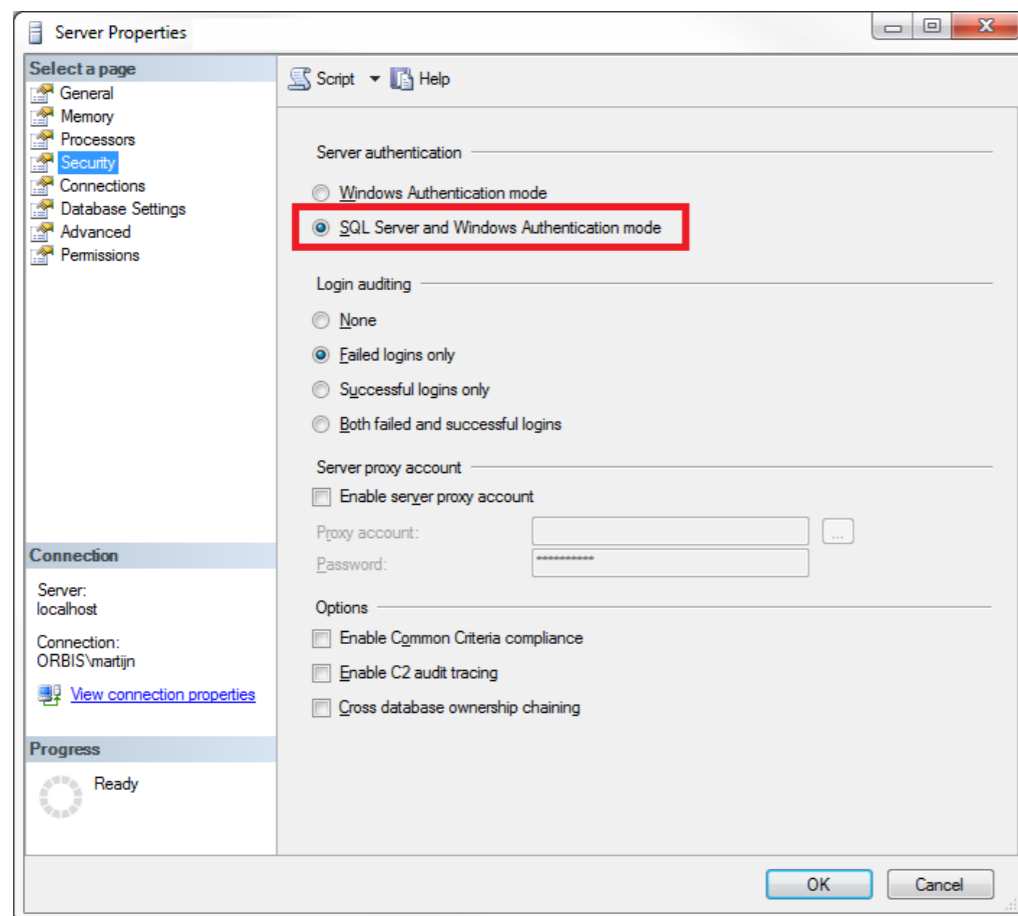 Server Properties
Select a page
General
Memory
Processors
Security
Connections
Database Settings
Advanced
Permissions
Connection
Server:
localhost
Connection:
ORBIS\martijn
View connection properties
Progress
Ready
Script Help
Server authentication
Windows Authentication mode
SQL Server and Windows Authentication mode
Login auditing
None
Failed logins only
Successful logins only
Both failed and successful logins
Server proxy account
Enable server proxy account
Proxy account:
...
Password: **********
Options
Enable Common Criteria compliance
Enable C2 audit tracing
Cross database ownership chaining
OK Cancel